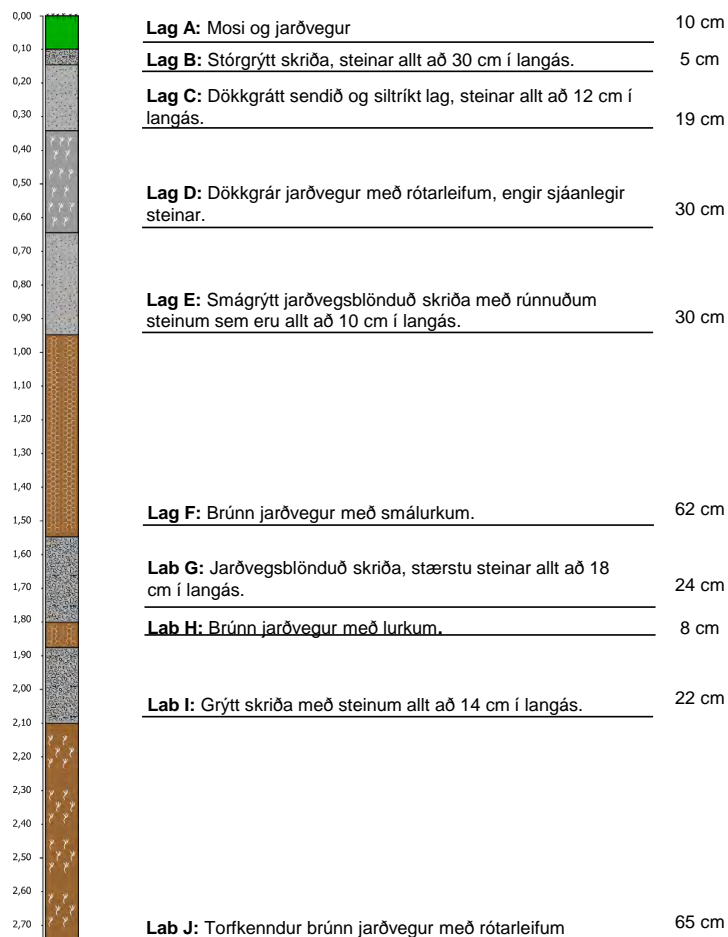 0,00
0,10
0,20
0,30
0,40
0,50
0,60
0,70
0,80
0,90
1,00
1,10
1,20
1,30
1,40
1,50
1,60
1,70
1,80
1,90
2,00
2,10
2,20
2,30
2,40
2,50
2,60
2,70
Lag A: Mosi og jarðvegur 10 cm
Lag B: Stórgrýtt skriða, steinar allt að 30 cm í langás. 5 cm
Lag C: Dökkgrátt sendið og siltríkt lag, steinar allt að 12 cm í
langás. 19 cm
Lag D: Dökkgrár jarðvegur með rótarleifum, engir sjáanlegir
steinar. 30 cm
Lag E: Smágrýtt jarðvegsblönduð skriða með rúnnuðum
steinum sem eru allt að 10 cm í langás. 30 cm
Lag F: Brúnn jarðvegur með smálurkum. 62 cm
Lab G: Jarðvegsblönduð skriða, stærstu steinar allt að 18
cm í langás. 24 cm
Lab H: Brúnn jarðvegur með lurkum. 8 cm
Lab I: Grýtt skriða með steinum allt að 14 cm í langás. 22 cm
Lab J: Torfkenndur brúnn jarðvegur með rótarleifum 65 cm